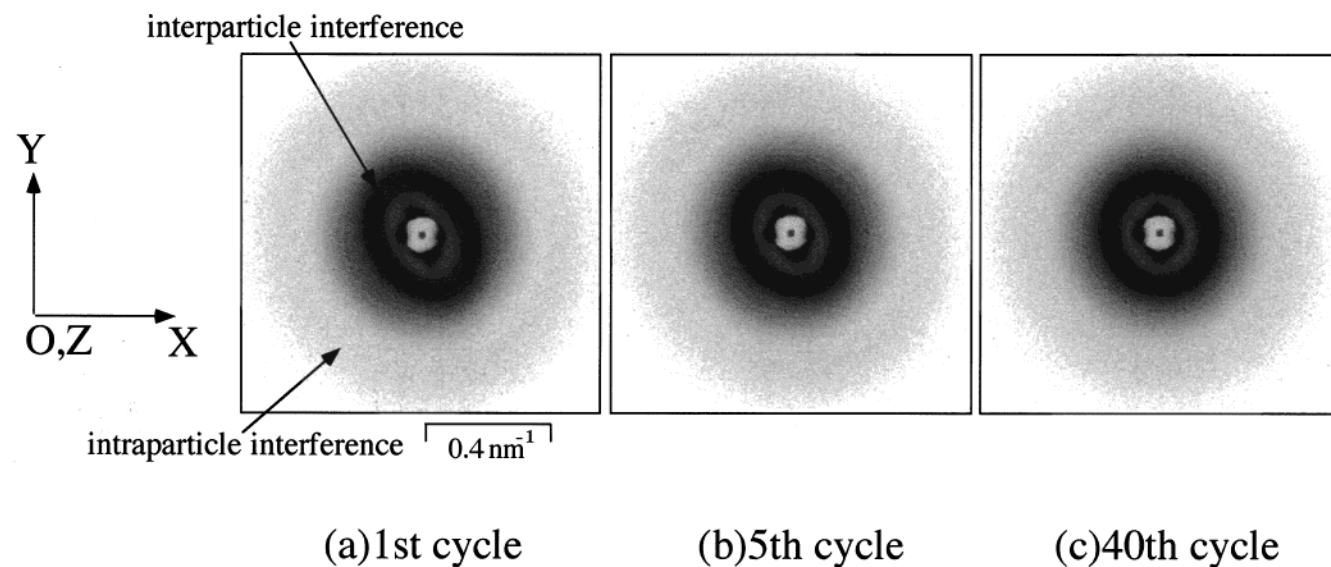 interparticle interference
Y
O,Z X
intraparticle interference
0.4 nm⁻¹
(a)1st cycle (b)5th cycle (c)40th cycle